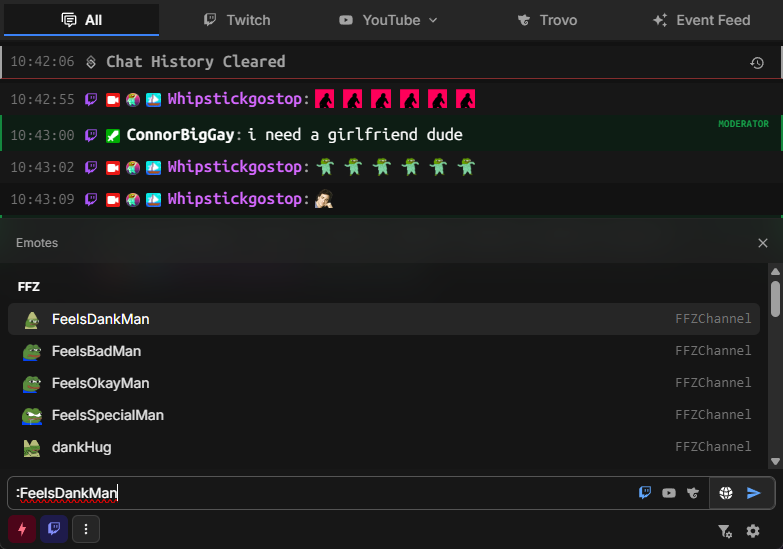 All Twitch YouTube Trovo Event Feed
10:42:06 Chat History Cleared
10:42:55 Whipstickgostop:
MODERATOR
10:43:00 ConnorBigGay: i need a girlfriend dude
10:43:02 Whipstickgostop:
10:43:09 Whipstickgostop:
Emotes
FFZ
FeelsDankMan FFZChannel
FeelsBadMan FFZChannel
FeelsOkayMan FFZChannel
FeelsSpecialMan FFZChannel
dankHug FFZChannel
:FeelsDankMan